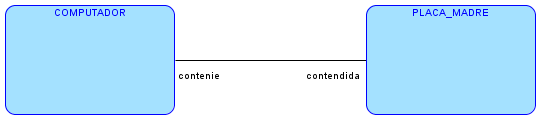 COMPUTADOR
PLACA_MADRE
contenie
contendida